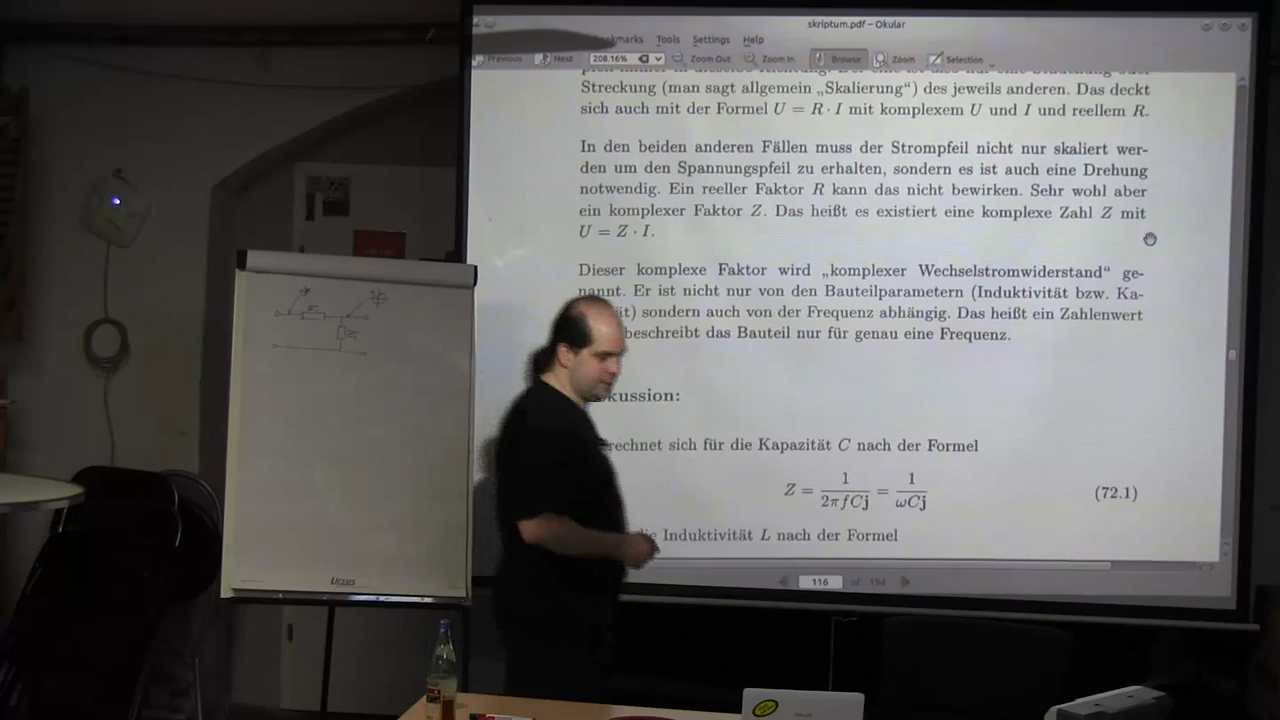 skriptum.pdf – Okular
Tools Settings Help
Previous Next 208.16% Zoom Out Zoom In Browse Zoom Selection
Streckung (man sagt allgemein „Skalierung“) des jeweils anderen. Das deckt
sich auch mit der Formel U = R · I mit komplexem U und I und reellem R.
In den beiden anderen Fällen muss der Strompfeil nicht nur skaliert wer-
den um den Spannungspfeil zu erhalten, sondern es ist auch eine Drehung
notwendig. Ein reeller Faktor R kann das nicht bewirken. Sehr wohl aber
ein komplexer Faktor Z. Das heißt es existiert eine komplexe Zahl Z mit
U = Z · I.
Dieser komplexe Faktor wird „komplexer Wechselstromwiderstand“ ge-
nannt. Er ist nicht nur von den Bauteilparametern (Induktivität bzw. Ka-
ät) sondern auch von der Frequenz abhängig. Das heißt ein Zahlenwert
beschreibt das Bauteil nur für genau eine Frequenz.
kussion:
rechnet sich für die Kapazität C nach der Formel
Z = 1/(2πfCj) = 1/(ωCj) (72.1)
die Induktivität L nach der Formel
116 of 194
Ursus